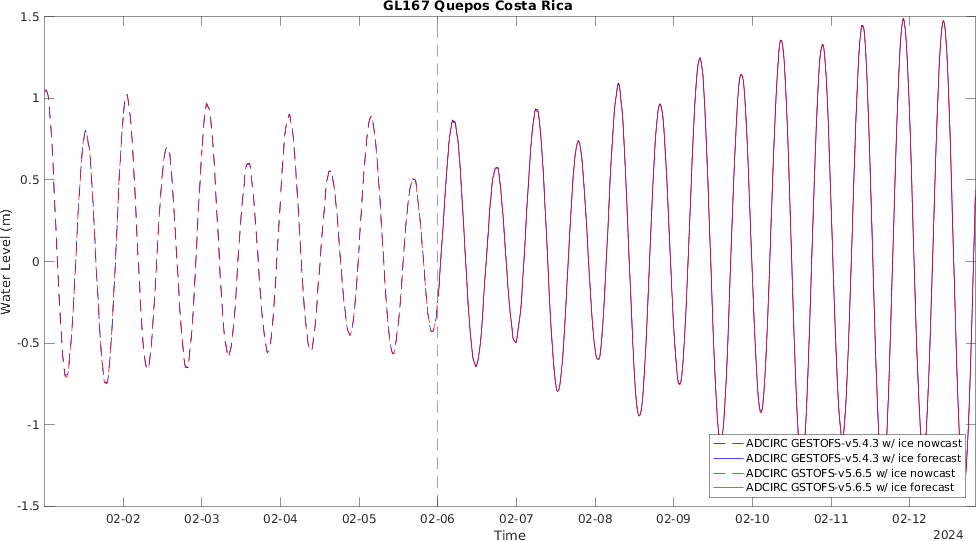 GL167 Quepos Costa Rica
1.5
1
0.5
0
-0.5
-1
-1.5
Water Level (m)
ADCIRC GESTOFS-v5.4.3 w/ ice nowcast
ADCIRC GESTOFS-v5.4.3 w/ ice forecast
ADCIRC GSTOFS-v5.6.5 w/ ice nowcast
ADCIRC GSTOFS-v5.6.5 w/ ice forecast
02-02 02-03 02-04 02-05 02-06 02-07 02-08 02-09 02-10 02-11 02-12
Time
2024